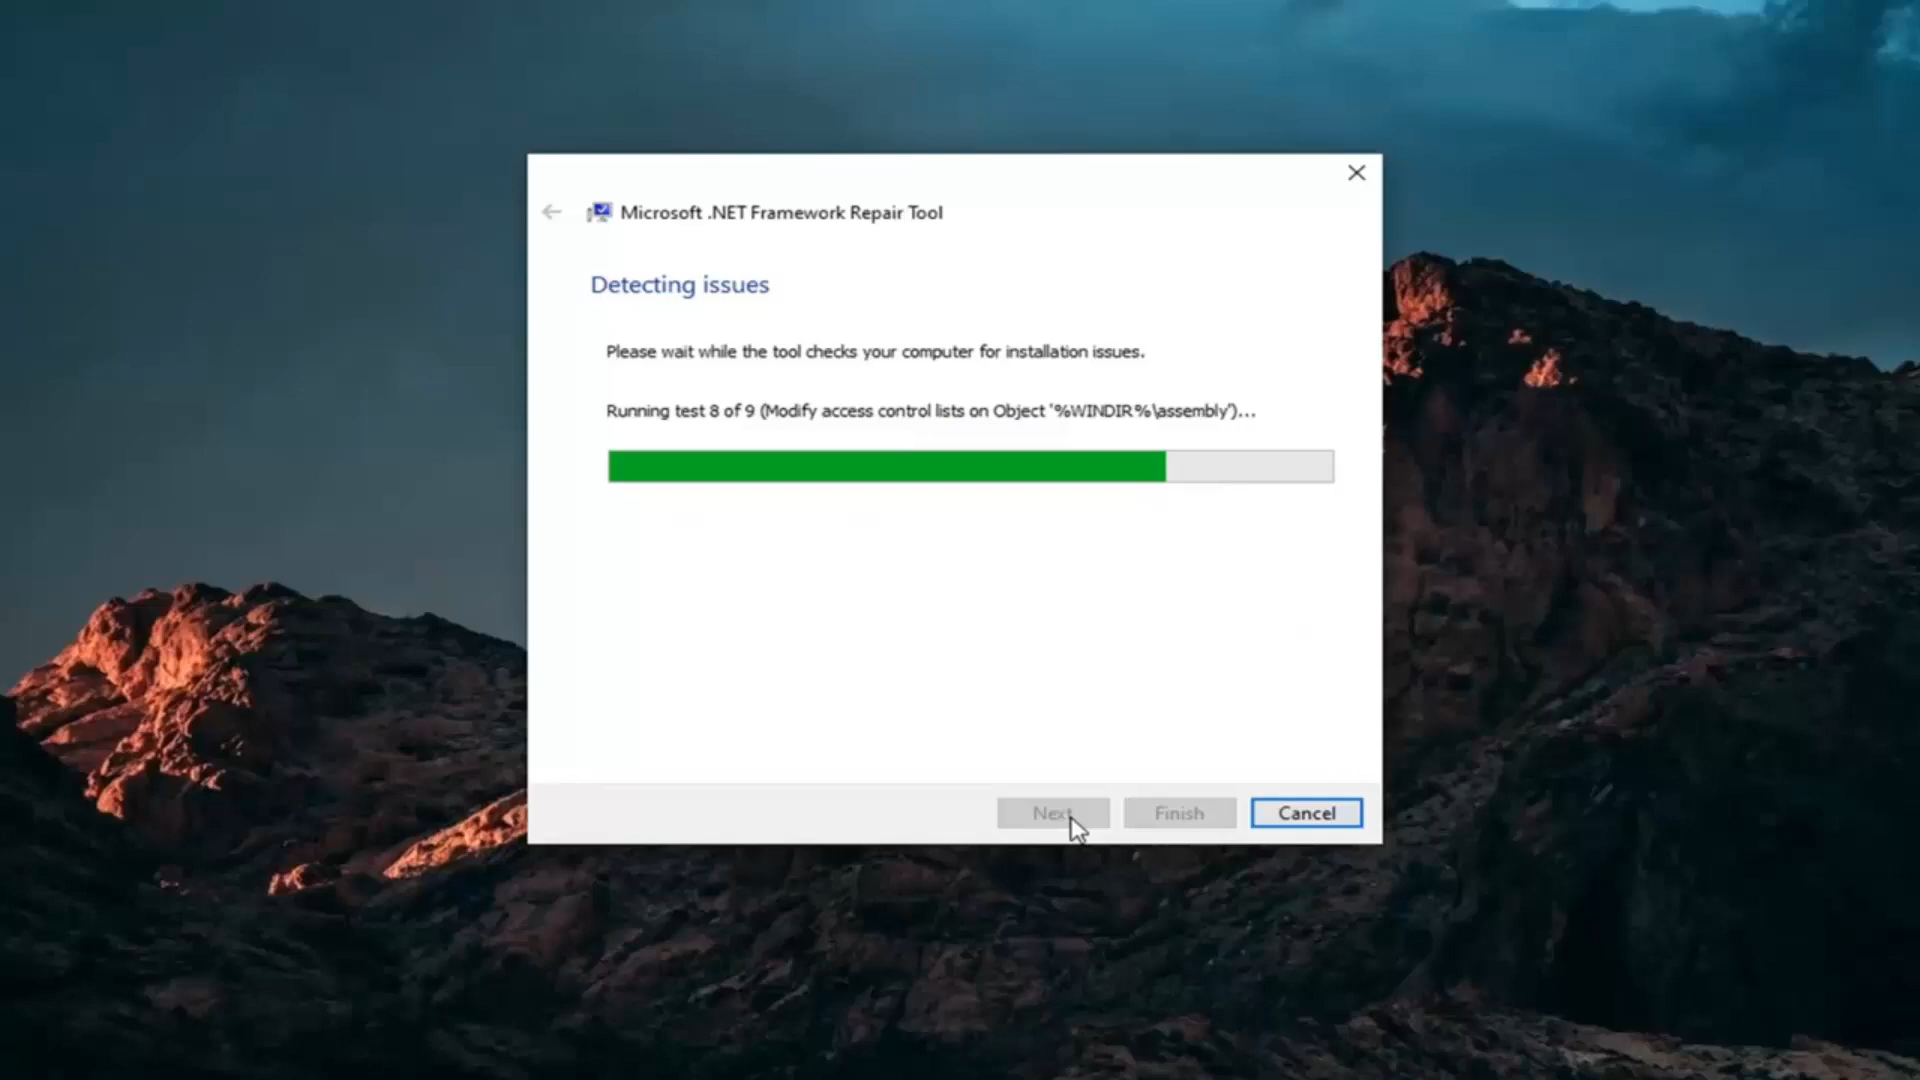 Microsoft .NET Framework Repair Tool
Detecting issues
Please wait while the tool checks your computer for installation issues.
Running test 8 of 9 (Modify access control lists on Object '%WINDIR%\assembly')...
Next
Finish
Cancel